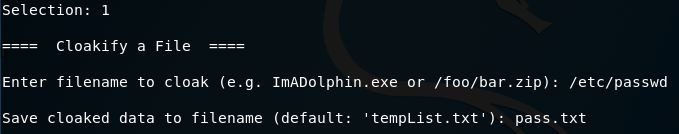 Selection: 1
====  Cloakify a File  ====
Enter filename to cloak (e.g. ImADolphin.exe or /foo/bar.zip): /etc/passwd
Save cloaked data to filename (default: 'tempList.txt'): pass.txt